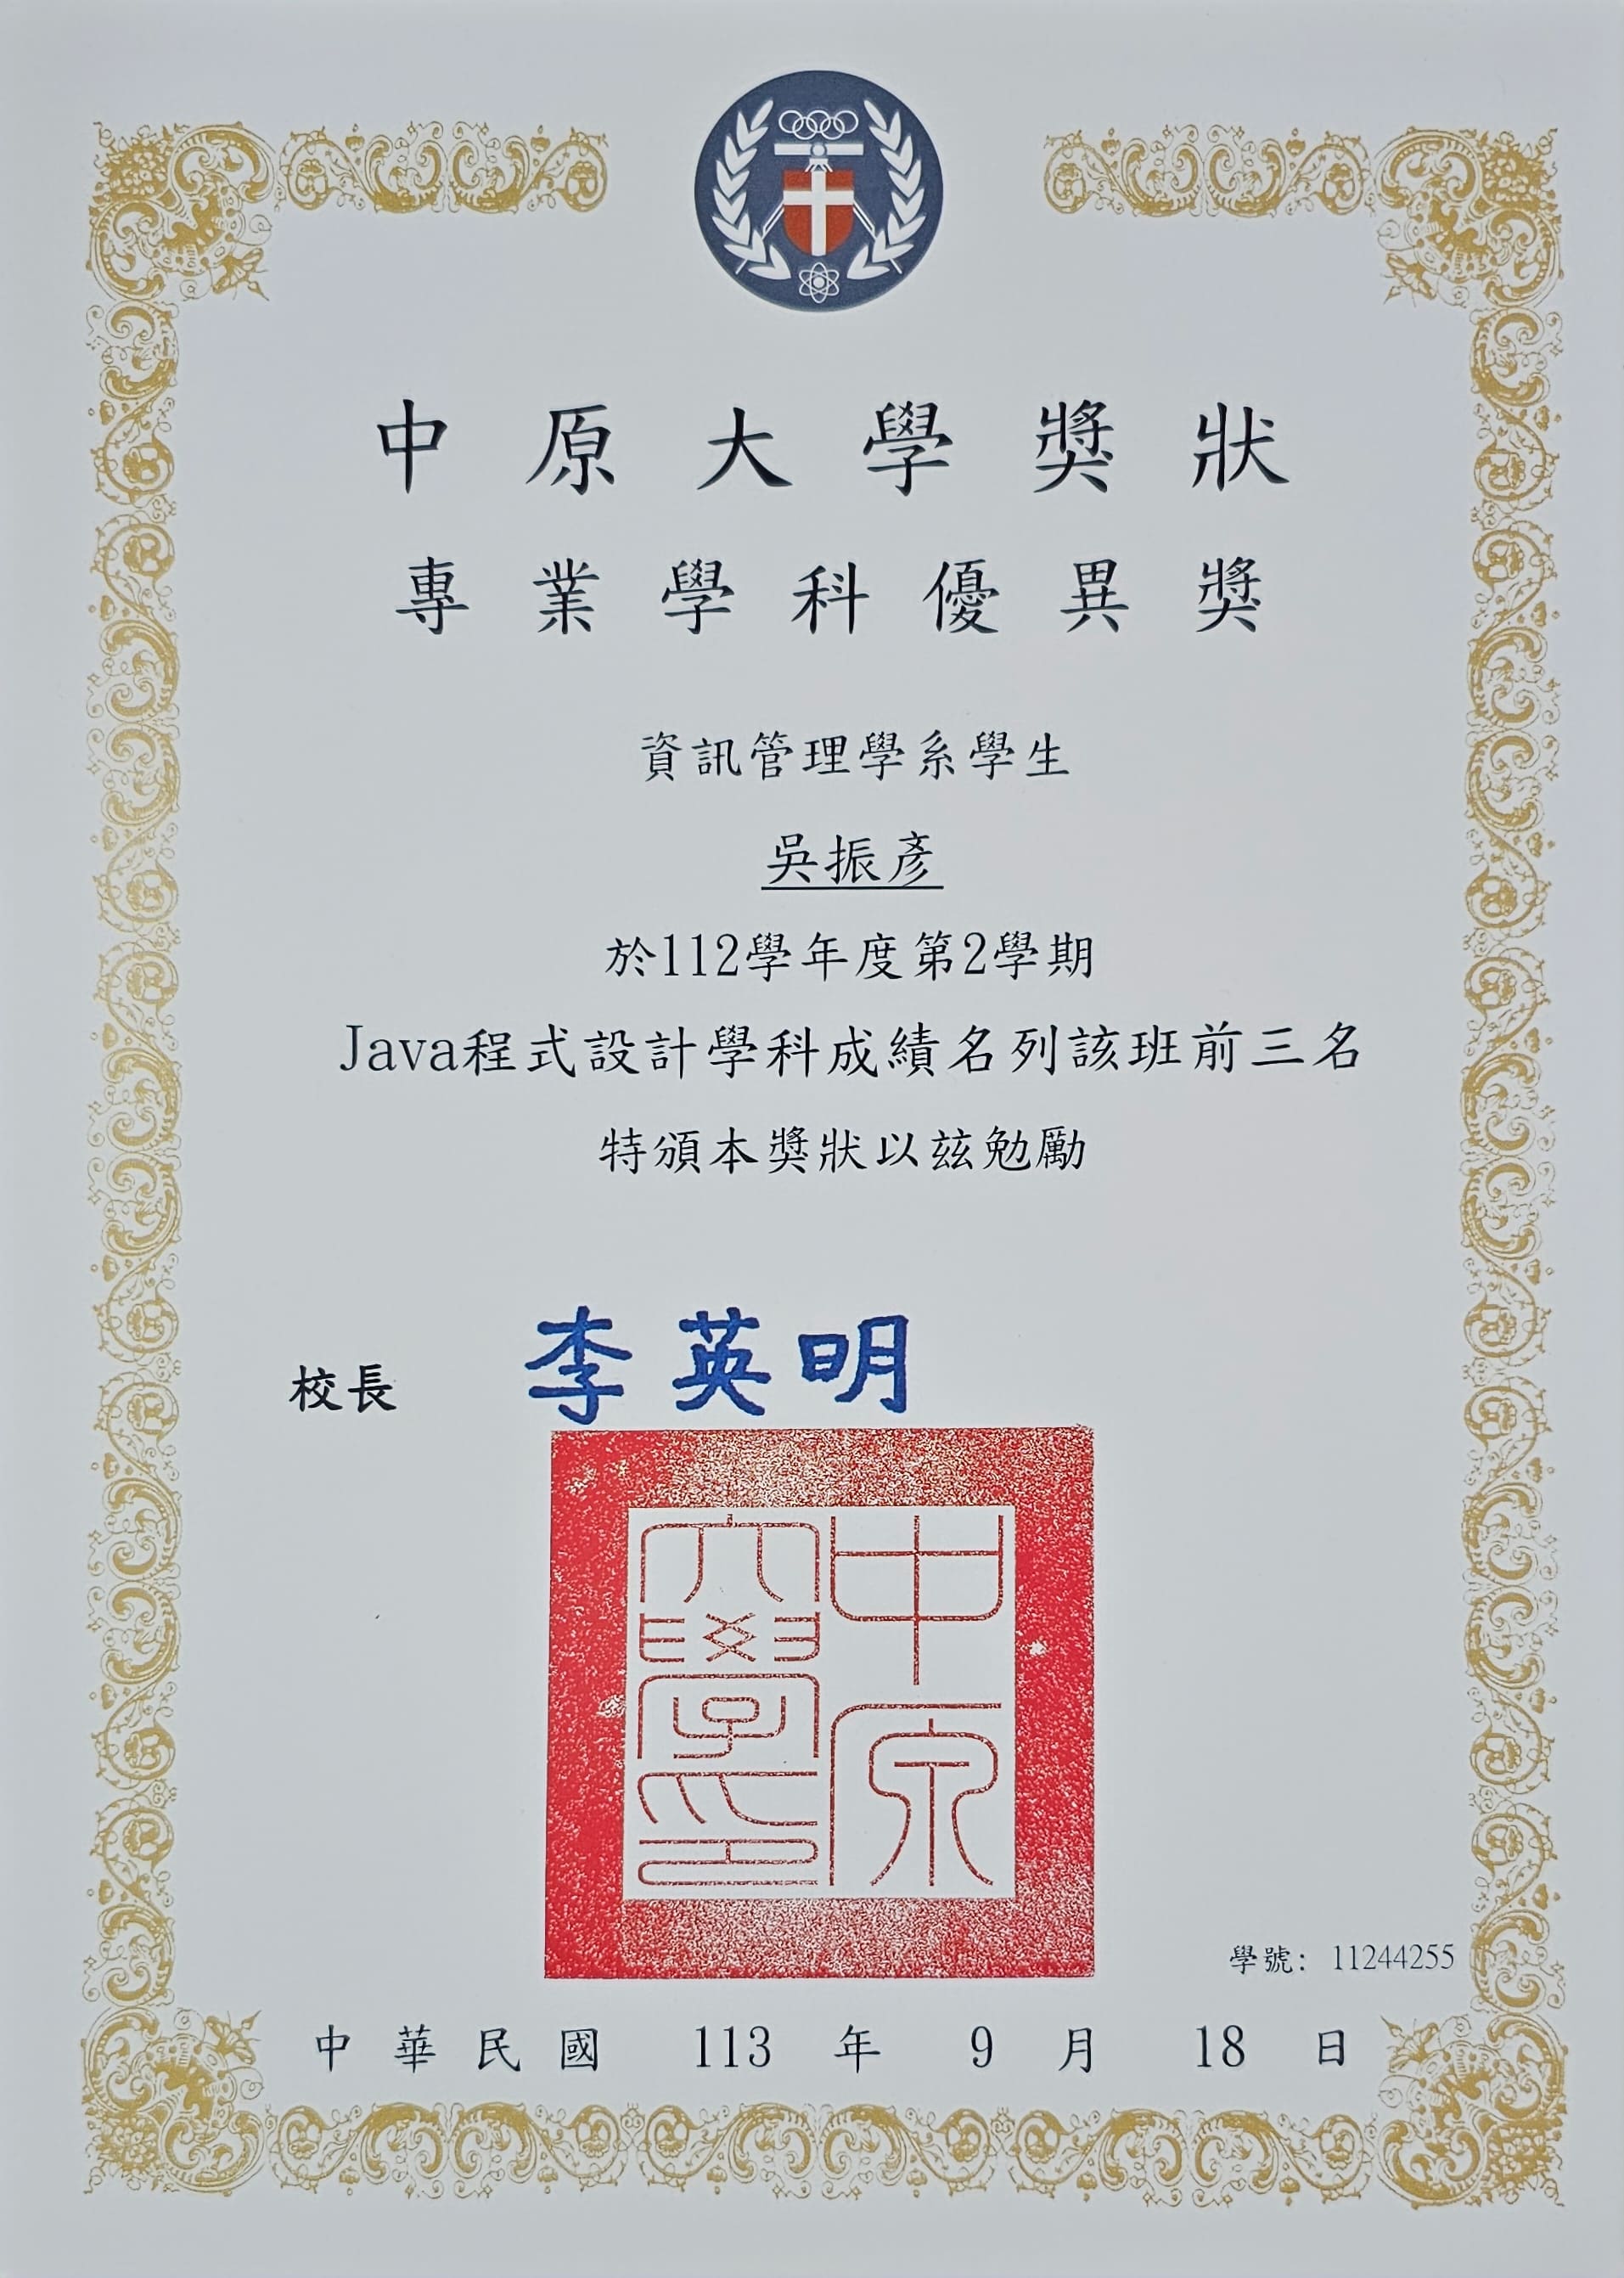 中原大學獎狀
專業學科優異獎
資訊管理學系學生
吳振彥
於112學年度第2學期
Java程式設計學科成績名列該班前三名
特頒本獎狀以玆勉勵
校長 李英明
中原大學印
學號： 11244255
中華民國 113 年 9 月 18 日